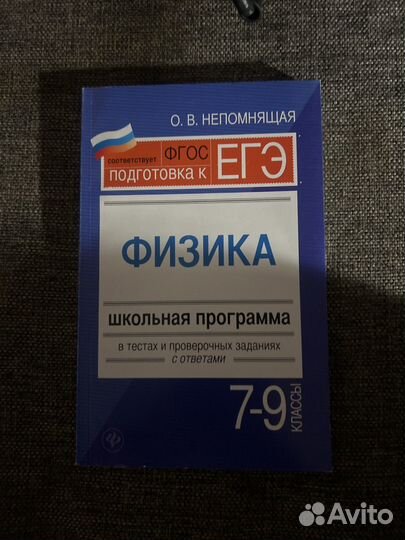 О. В. НЕПОМНЯЩАЯ
соответствует ФГОС
ПОДГОТОВКА К ЕГЭ
ФИЗИКА
ШКОЛЬНАЯ ПРОГРАММА
в тестах и проверочных заданиях
с ответами
7-9 КЛАССЫ
Avito